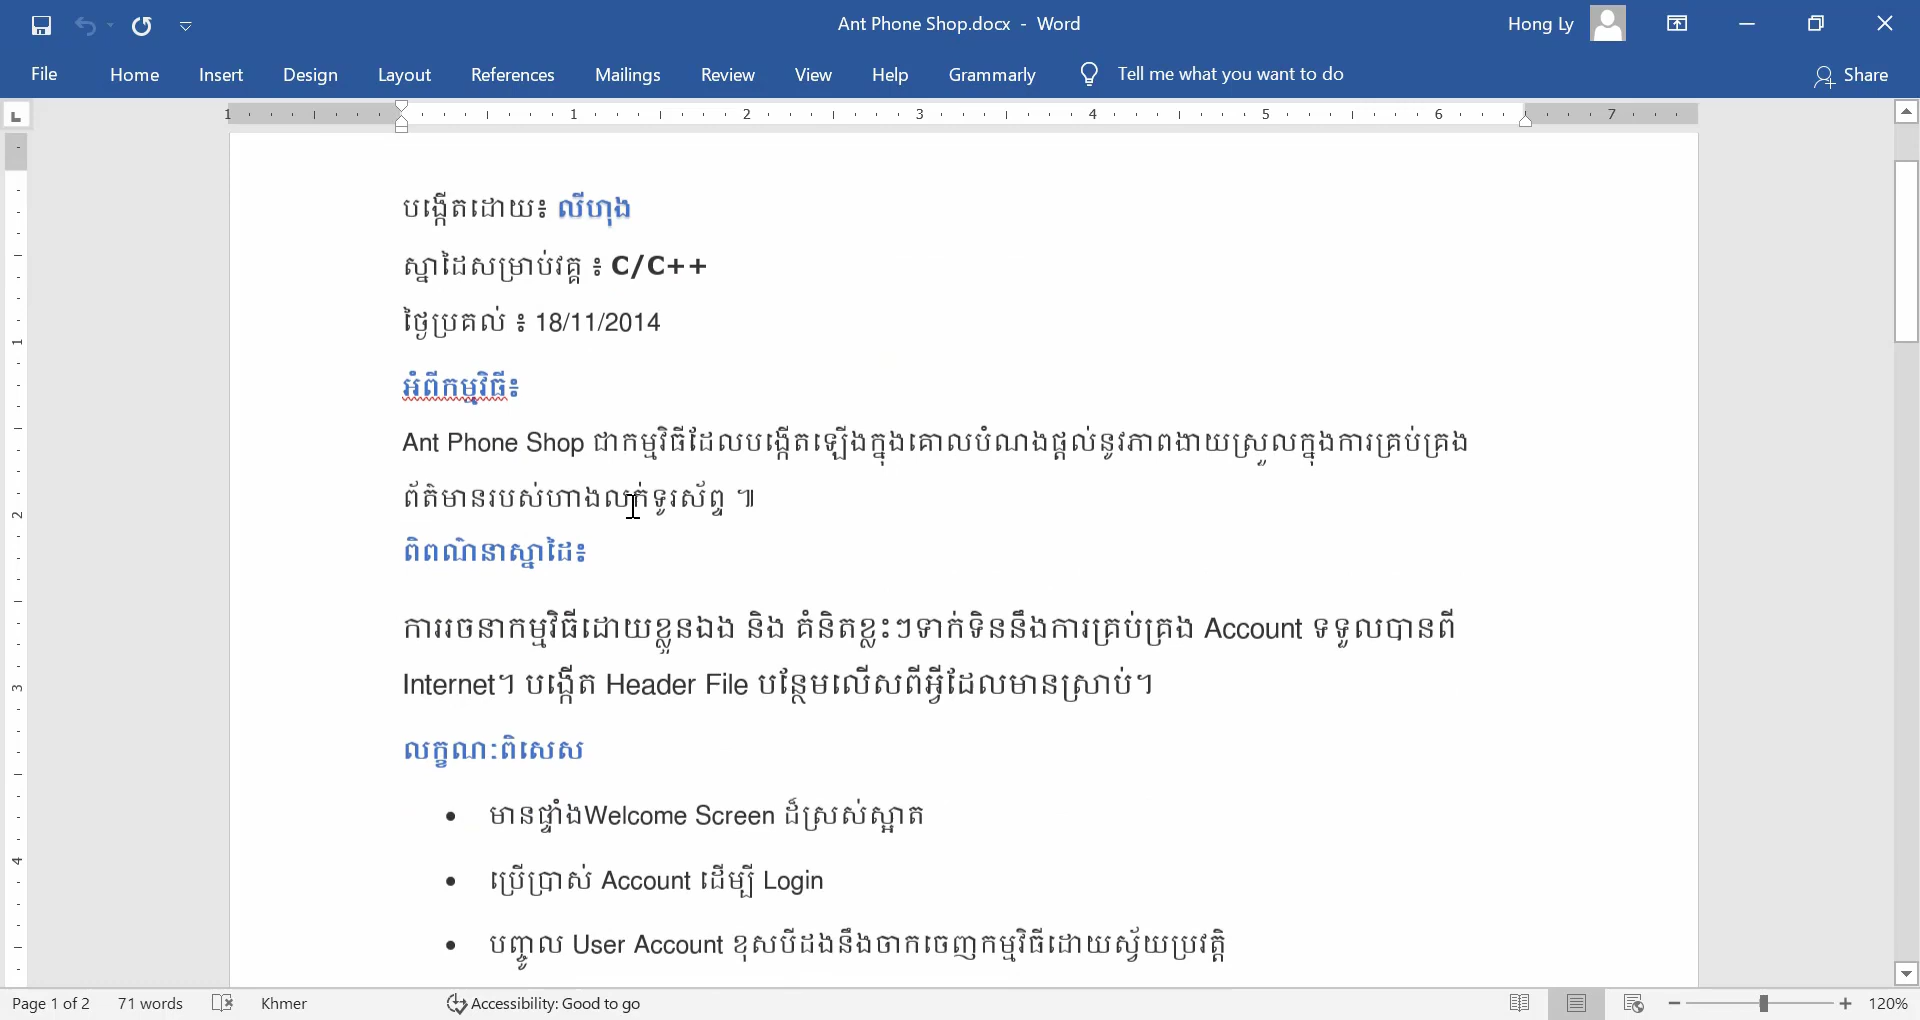 Ant Phone Shop.docx - Word
Hong Ly
File Home Insert Design Layout References Mailings Review View Help Grammarly Tell me what you want to do Share
1 1 2 3 4 5 6 7
បង្កើតដោយ៖ លីហុង
ស្នាដៃសម្រាប់វគ្គ ៖ C/C++
ថ្ងៃប្រគល់ ៖ 18/11/2014
អំពីកម្មវិធី៖
Ant Phone Shop ជាកម្មវិធីដែលបង្កើតឡើងក្នុងគោលបំណងផ្តល់នូវភាពងាយស្រួលក្នុងការគ្រប់គ្រង
ព័ត៌មានរបស់ហាងលក់ទូរស័ព្ទ ៕
ពិពណ៌នាស្នាដៃ៖
ការរចនាកម្មវិធីដោយខ្លួនឯង និង គំនិតខ្លះៗទាក់ទិននឹងការគ្រប់គ្រង Account ទទួលបានពី
Internet។ បង្កើត Header File បន្ថែមលើសពីអ្វីដែលមានស្រាប់។
លក្ខណៈពិសេស
• មានផ្ទាំងWelcome Screen ដ៏ស្រស់ស្អាត
• ប្រើប្រាស់ Account ដើម្បី Login
• បញ្ចូល User Account ខុសបីដងនឹងចាកចេញកម្មវិធីដោយស្វ័យប្រវត្តិ
1
2
3
4
Page 1 of 2 71 words Khmer Accessibility: Good to go 120%